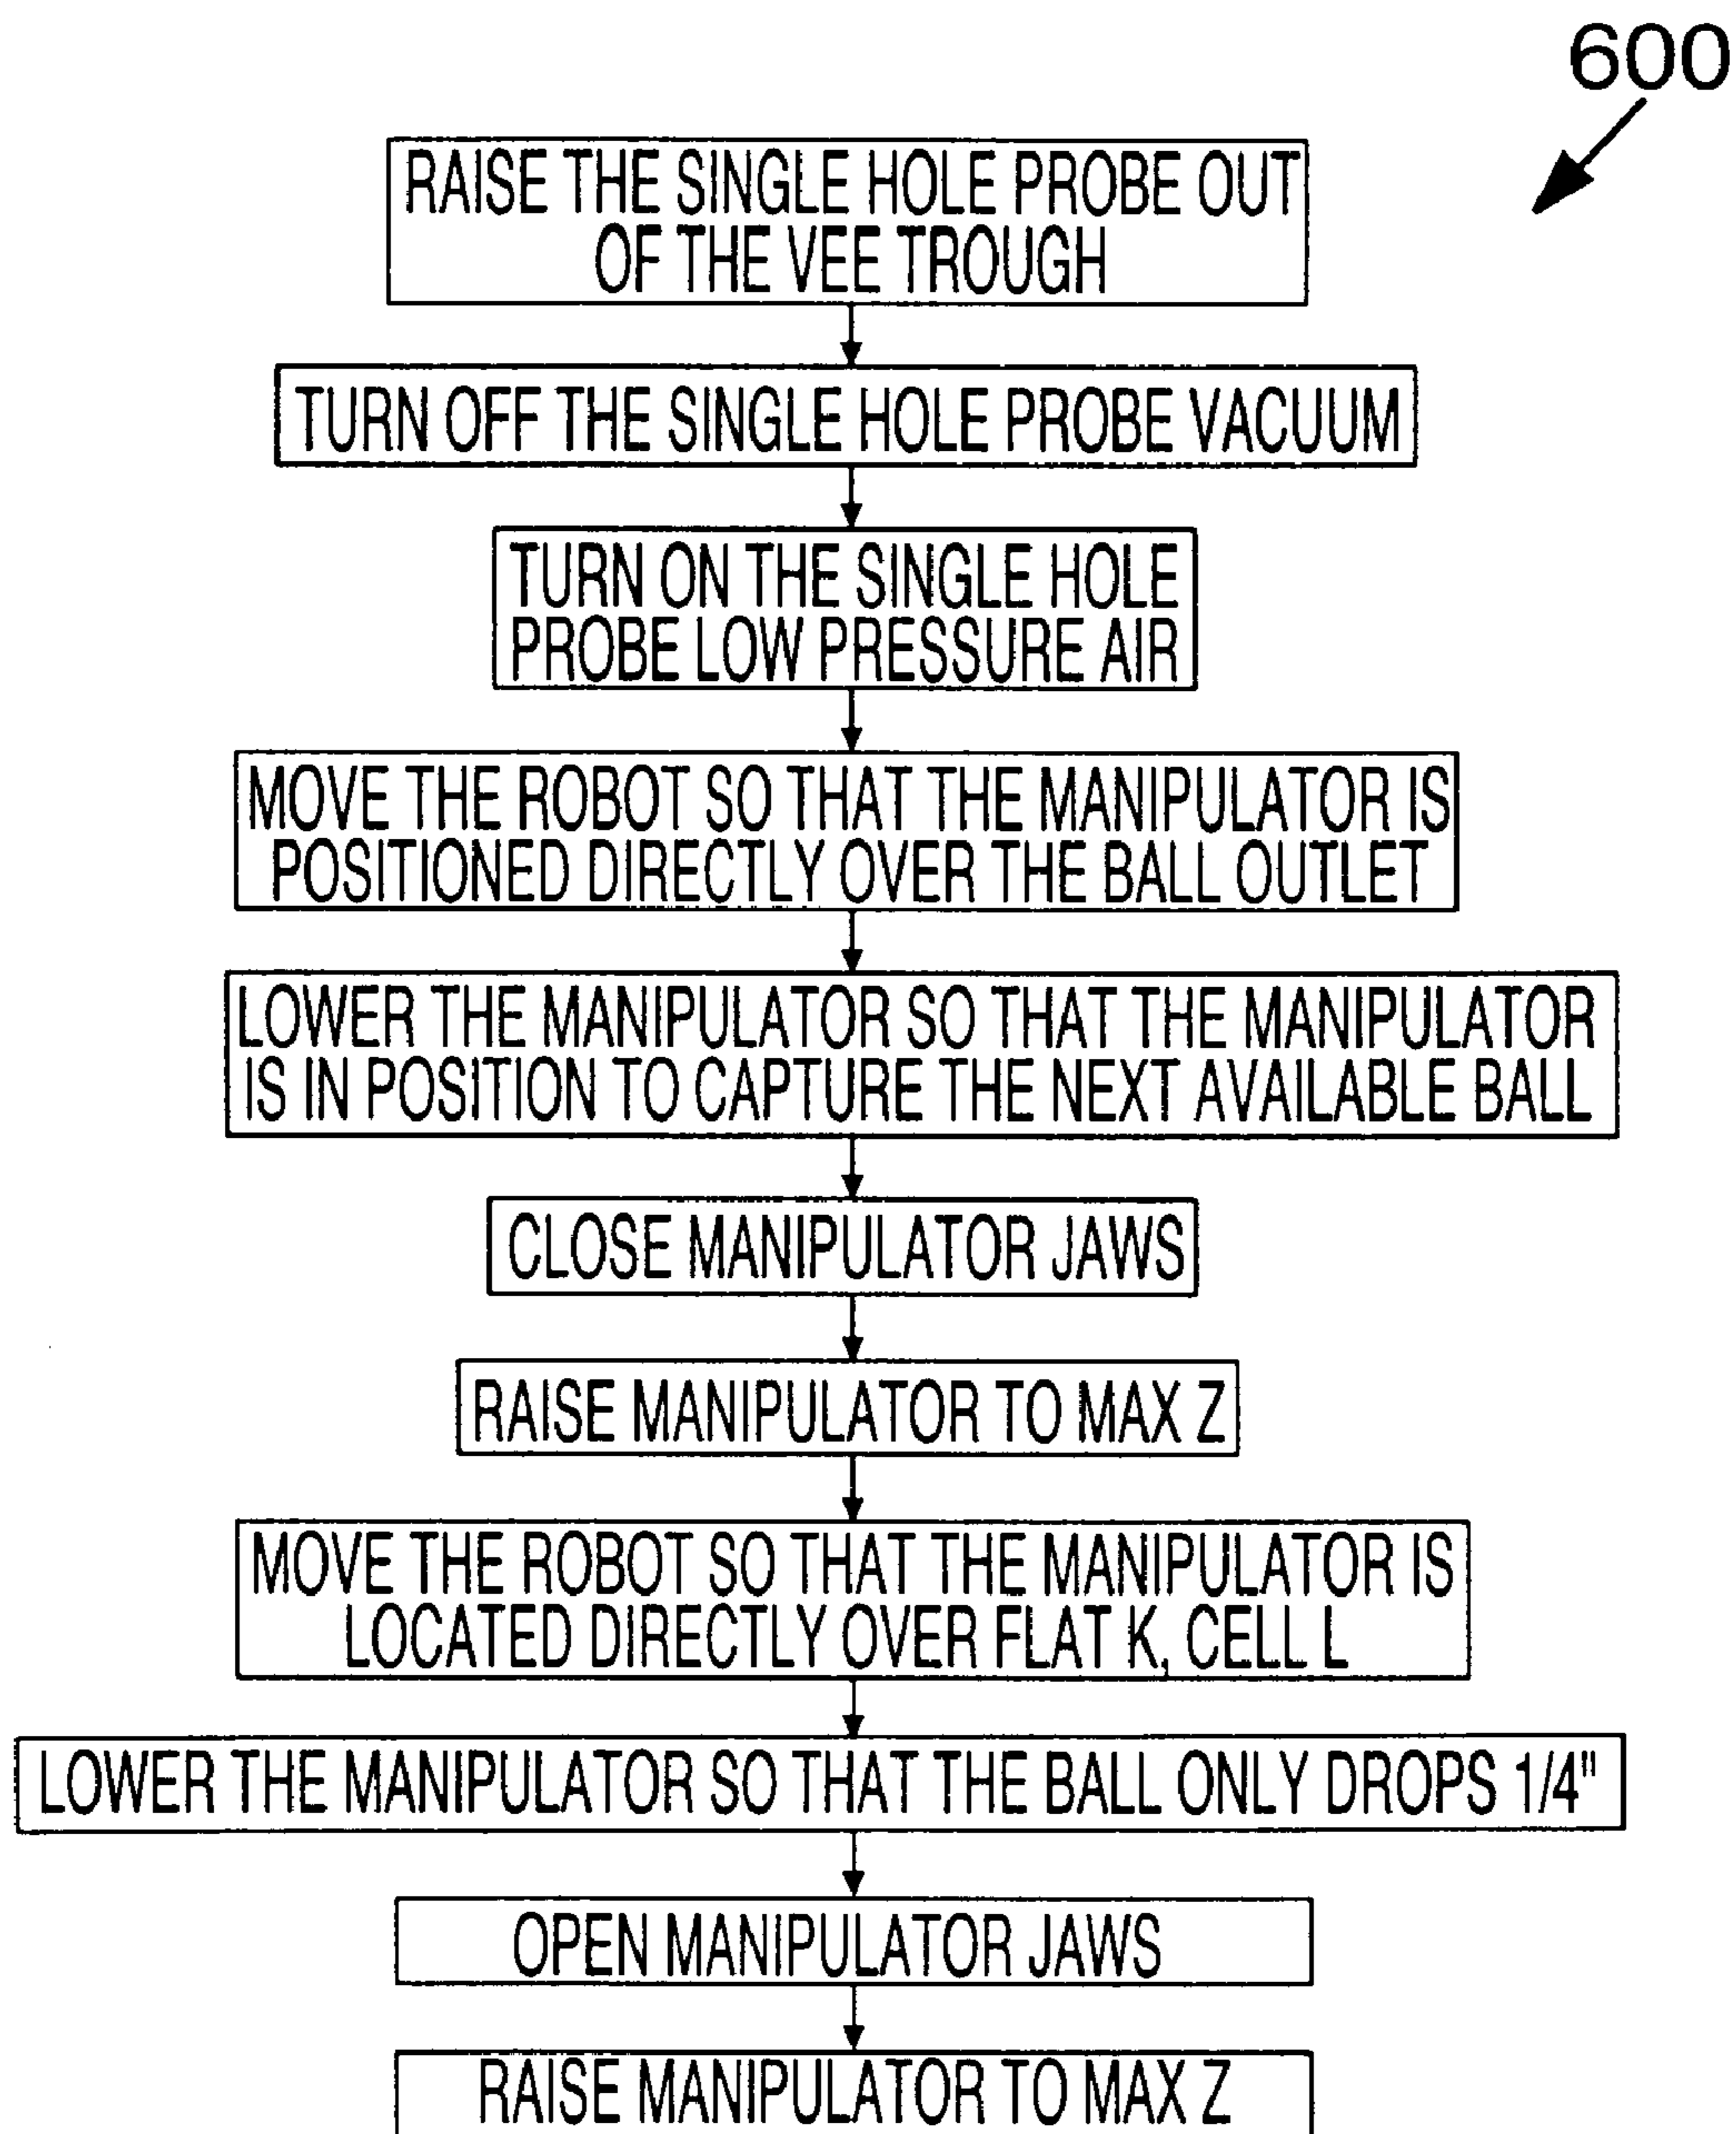 600
RAISE THE SINGLE HOLE PROBE OUT
OF THE VEE TROUGH
TURN OFF THE SINGLE HOLE PROBE VACUUM
TURN ON THE SINGLE HOLE
PROBE LOW PRESSURE AIR
MOVE THE ROBOT SO THAT THE MANIPULATOR IS
POSITIONED DIRECTLY OVER THE BALL OUTLET
LOWER THE MANIPULATOR SO THAT THE MANIPULATOR
IS IN POSITION TO CAPTURE THE NEXT AVAILABLE BALL
CLOSE MANIPULATOR JAWS
RAISE MANIPULATOR TO MAX Z
MOVE THE ROBOT SO THAT THE MANIPULATOR IS
LOCATED DIRECTLY OVER FLAT K, CELL L
LOWER THE MANIPULATOR SO THAT THE BALL ONLY DROPS 1/4"
OPEN MANIPULATOR JAWS
RAISE MANIPULATOR TO MAX Z